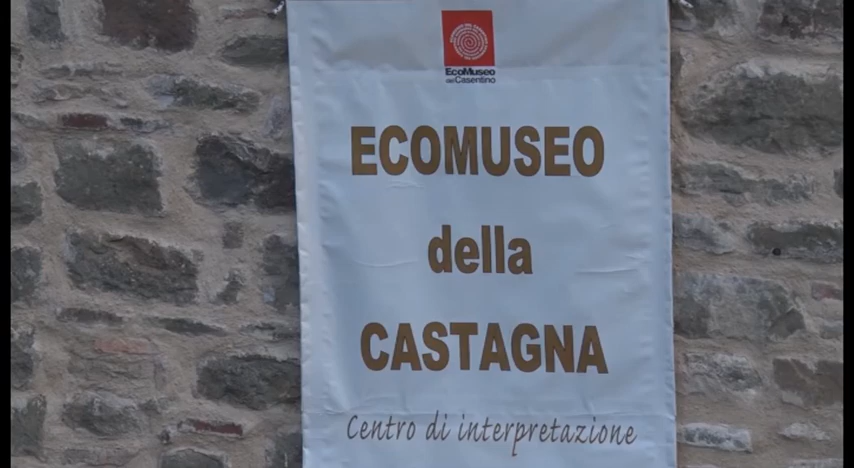 EcoMuseo
del Casentino
ECOMUSEO
della
CASTAGNA
Centro di interpretazione